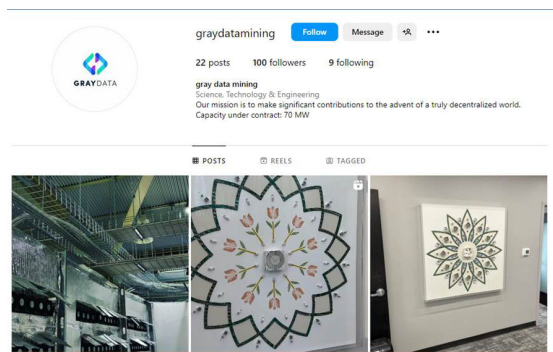 graydatamining Follow Message
22 posts 100 followers 9 following
gray data mining
Science, Technology & Engineering
Our mission is to make significant contributions to the advent of a truly decentralized world.
Capacity under contract: 70 MW
GRAYDATA
POSTS REELS TAGGED